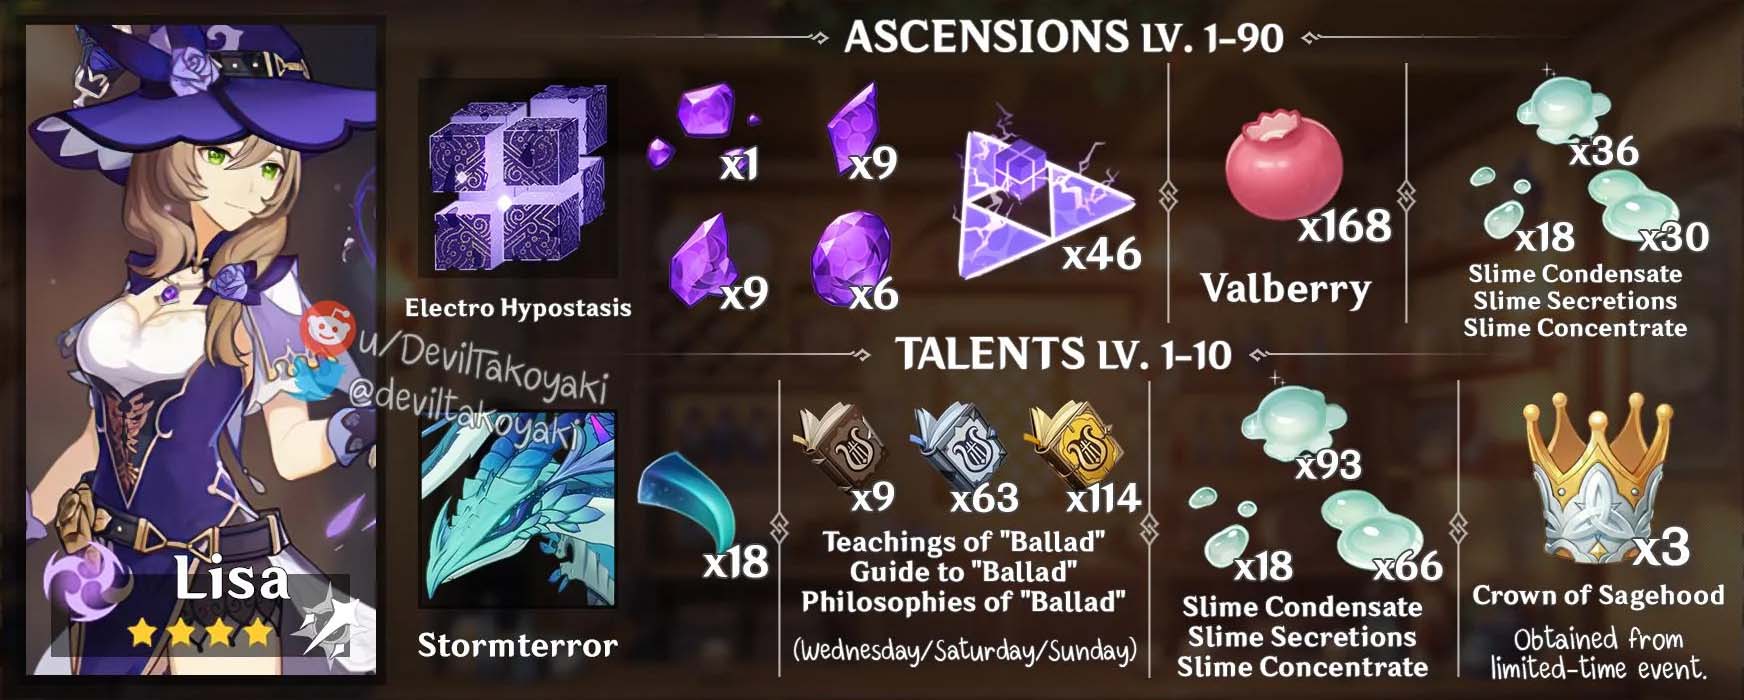 ASCENSIONS LV. 1-90
x1
x9
x9
x6
x46
Electro Hypostasis
x168
Valberry
x36
x18
x30
Slime Condensate
Slime Secretions
Slime Concentrate
u/DevilTakoyaki
@deviltakoyaki
TALENTS LV. 1-10
x18
Stormterror
x9
x63
x114
Teachings of "Ballad"
Guide to "Ballad"
Philosophies of "Ballad"
(Wednesday/Saturday/Sunday)
x93
x18
x66
Slime Condensate
Slime Secretions
Slime Concentrate
x3
Crown of Sagehood
Obtained from
limited-time event.
Lisa